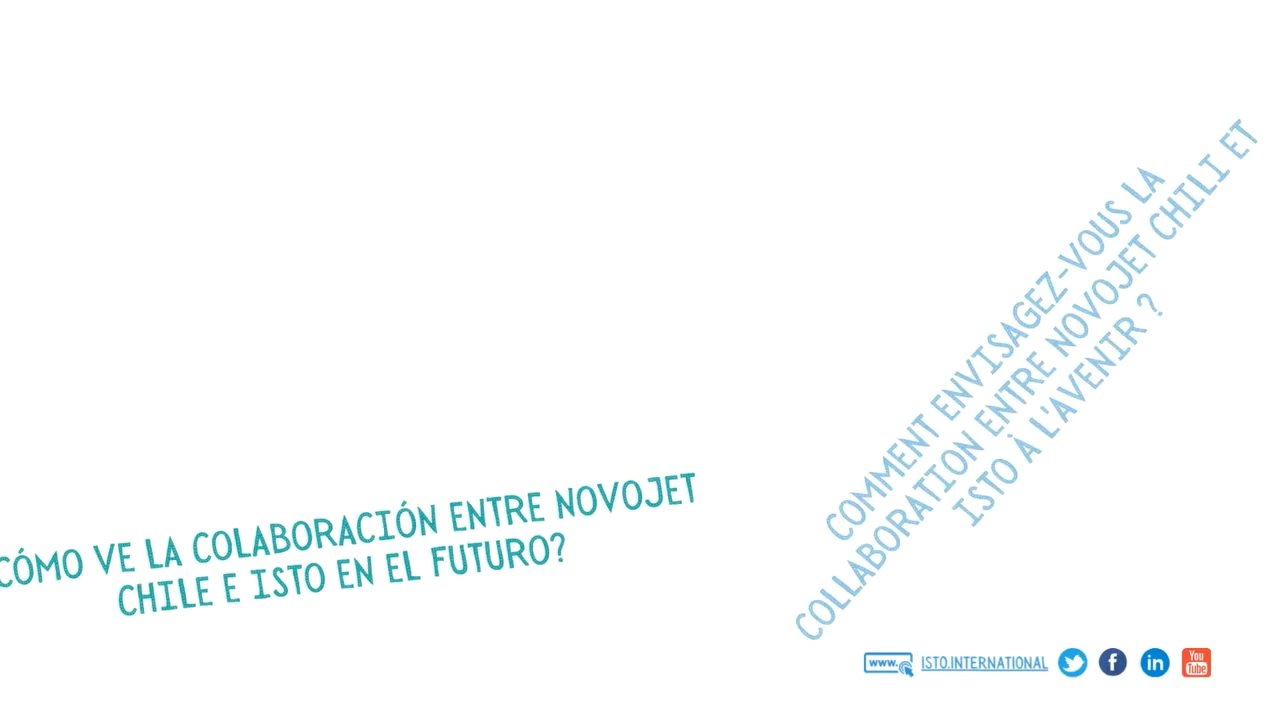 CÓMO VE LA COLABORACIÓN ENTRE NOVOJET
CHILE E ISTO EN EL FUTURO?
COMMENT ENVISAGEZ-VOUS LA
COLLABORATION ENTRE NOVOJET CHILI ET
ISTO À L'AVENIR ?
www.
ISTO.INTERNATIONAL
You
Tube